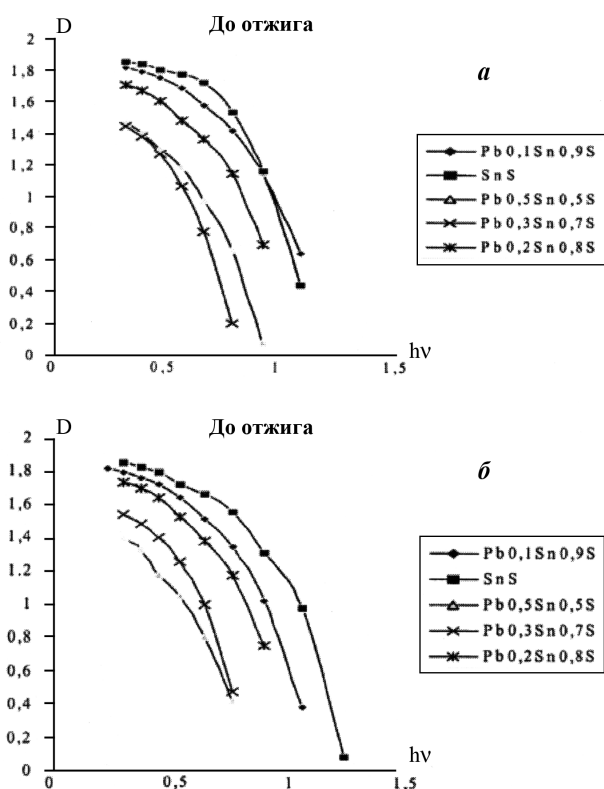 D
До отжига
2
1,8
1,6
1,4
1,2
1
0,8
0,6
0,4
0,2
0
а
Pb0,1Sn0,9S
SnS
Pb0,5Sn0,5S
Pb0,3Sn0,7S
Pb0,2Sn0,8S
hν
0 0,5 1 1,5
D
До отжига
2
1,8
1,6
1,4
1,2
1
0,8
0,6
0,4
0,2
0
б
Pb0,1Sn0,9S
SnS
Pb0,5Sn0,5S
Pb0,3Sn0,7S
Pb0,2Sn0,8S
hν
0 0,5 1 1,5